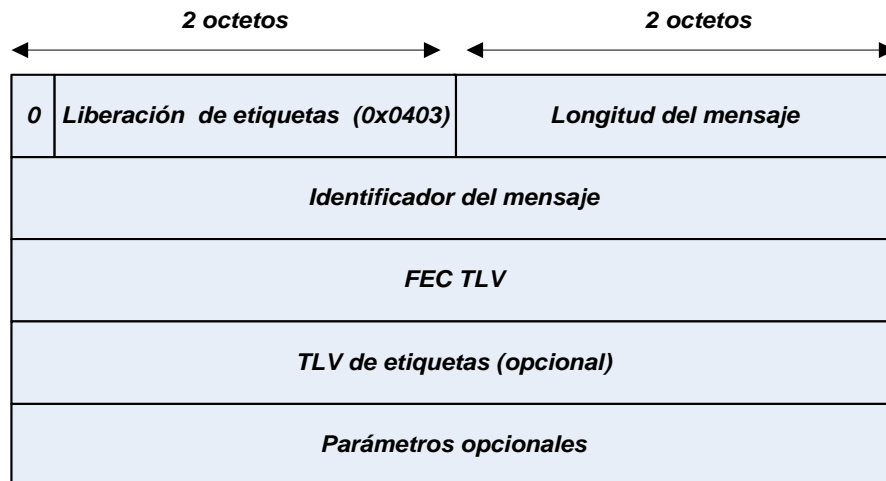 2 octetos 2 octetos
0 Liberación de etiquetas (0x0403) Longitud del mensaje
Identificador del mensaje
FEC TLV
TLV de etiquetas (opcional)
Parámetros opcionales